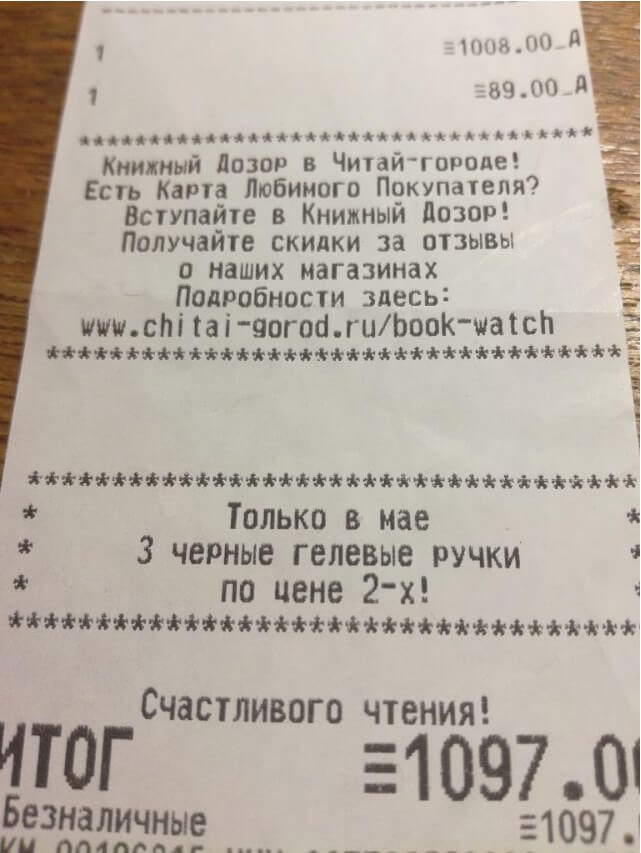 1 ≡1008.00_А
1 ≡89.00_А
************************************
Книжный Дозор в Читай-городе!
Есть Карта Любимого Покупателя?
Вступайте в Книжный Дозор!
Получайте скидки за отзывы
о наших магазинах
Подробности здесь:
www.chitai-gorod.ru/book-watch
************************************
************************************
* Только в мае *
* 3 черные гелевые ручки *
* по цене 2-х! *
************************************
Счастливого чтения!
ИТОГ ≡1097.00
Безналичные ≡1097.